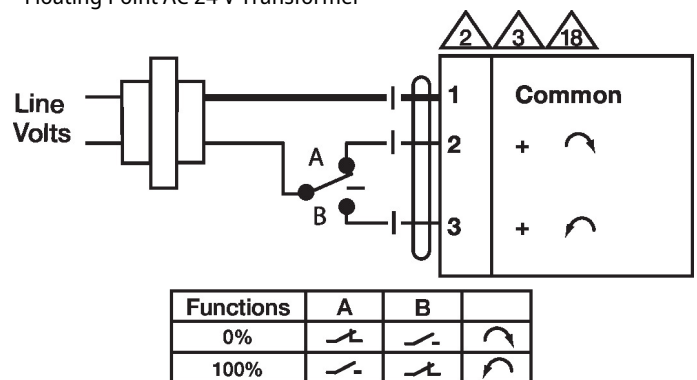 Floating Point AC 24 V Transformer
2 3 18
Line
Volts
1 Common
A
2 +
B
3 +
Functions A B
0%
100%